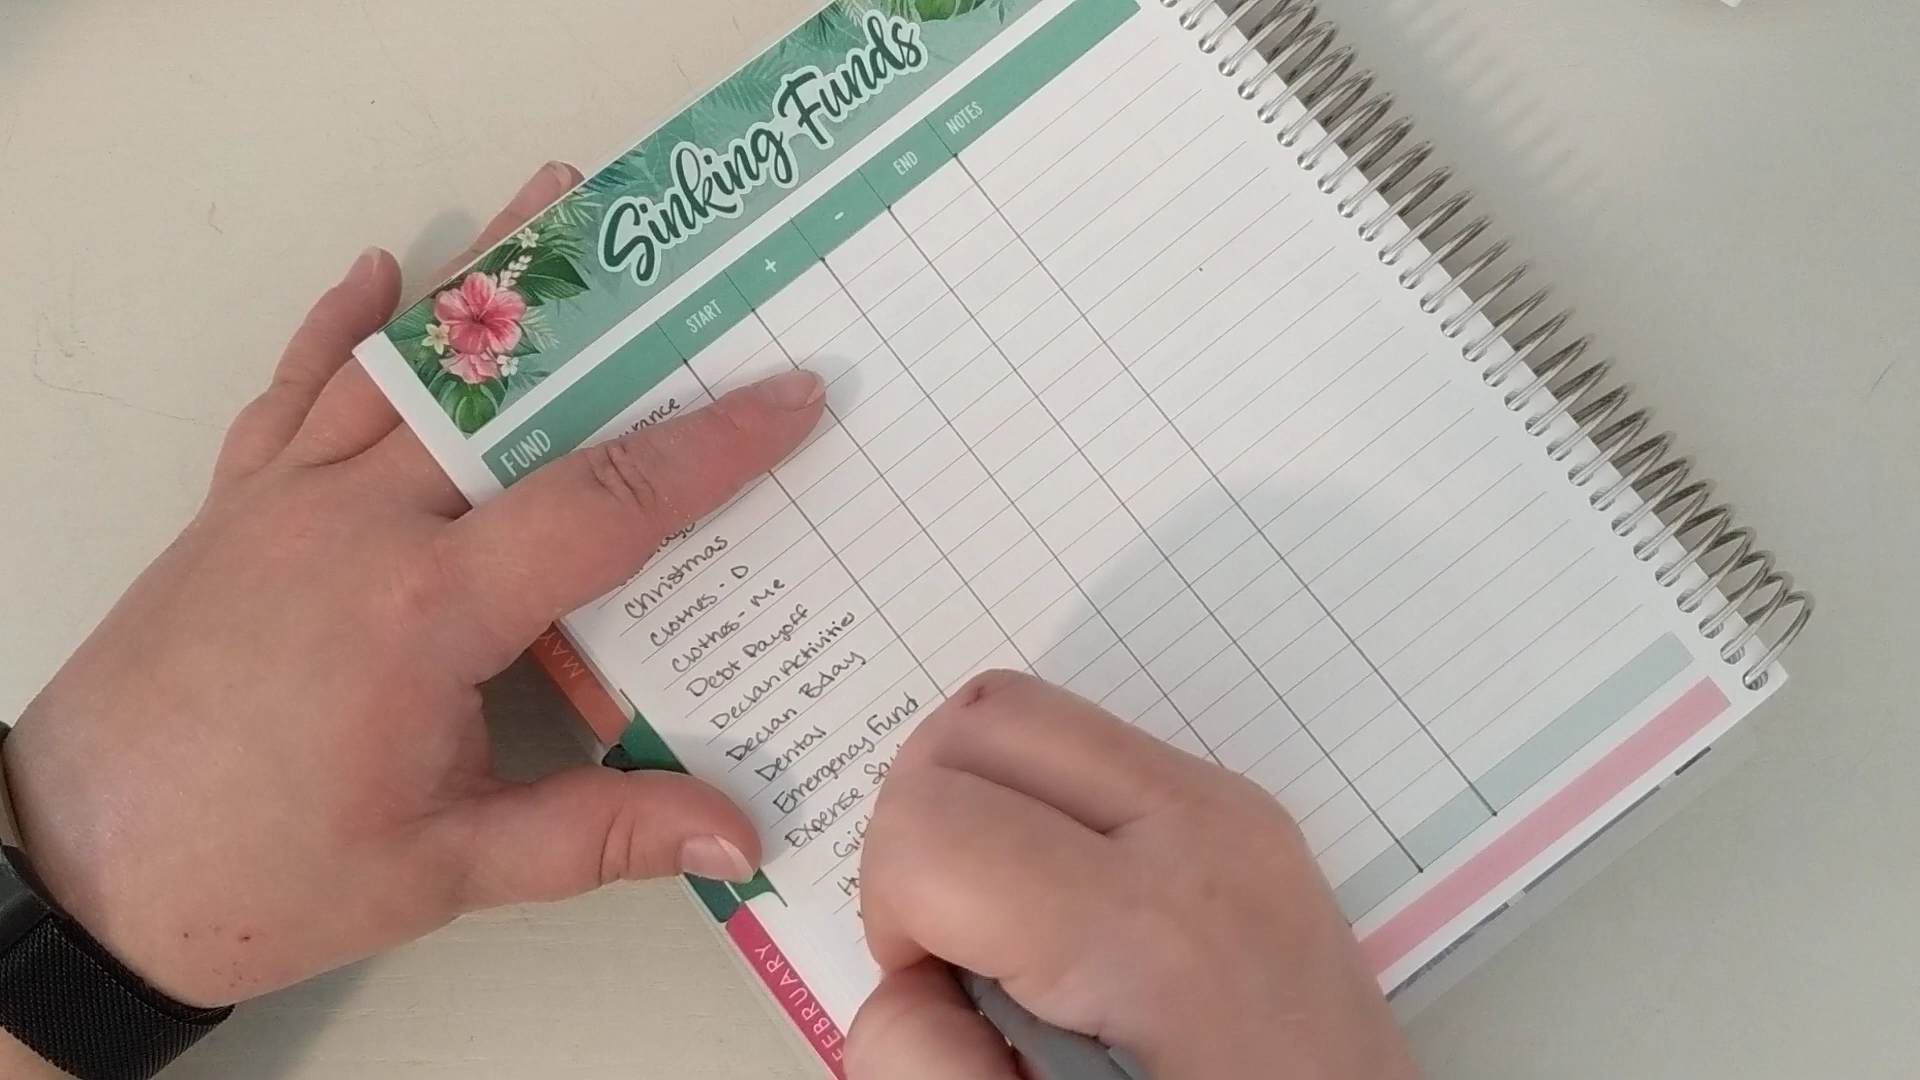 Sinking Funds
FUND START + - END NOTES
Christmas
Clothes - D
Clothes - Me
Debt Payoff
Declan Activities
Declan Bday
Dental
Emergency Fund
Expense
MAY